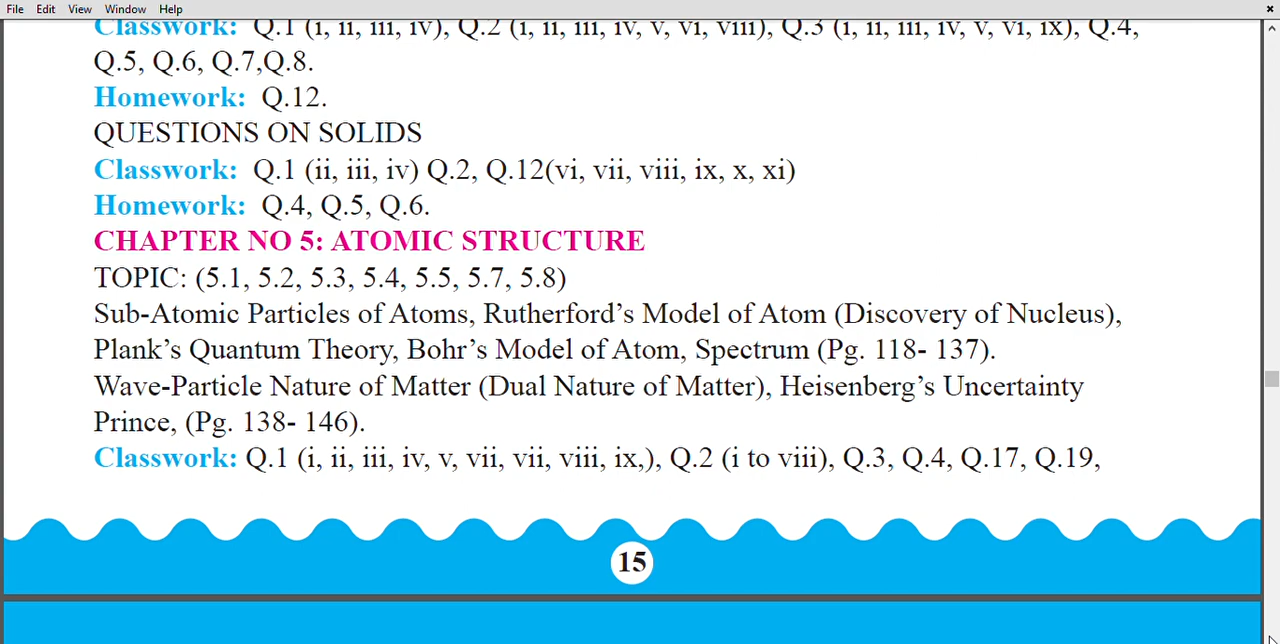 File Edit View Window Help
Classwork: Q.1 (i, ii, iii, iv), Q.2 (i, ii, iii, iv, v, vi, viii), Q.3 (i, ii, iii, iv, v, vi, ix), Q.4,
Q.5, Q.6, Q.7,Q.8.
Homework: Q.12.
QUESTIONS ON SOLIDS
Classwork: Q.1 (ii, iii, iv) Q.2, Q.12(vi, vii, viii, ix, x, xi)
Homework: Q.4, Q.5, Q.6.
CHAPTER NO 5: ATOMIC STRUCTURE
TOPIC: (5.1, 5.2, 5.3, 5.4, 5.5, 5.7, 5.8)
Sub-Atomic Particles of Atoms, Rutherford’s Model of Atom (Discovery of Nucleus),
Plank’s Quantum Theory, Bohr’s Model of Atom, Spectrum (Pg. 118- 137).
Wave-Particle Nature of Matter (Dual Nature of Matter), Heisenberg’s Uncertainty
Prince, (Pg. 138- 146).
Classwork: Q.1 (i, ii, iii, iv, v, vii, vii, viii, ix,), Q.2 (i to viii), Q.3, Q.4, Q.17, Q.19,
15